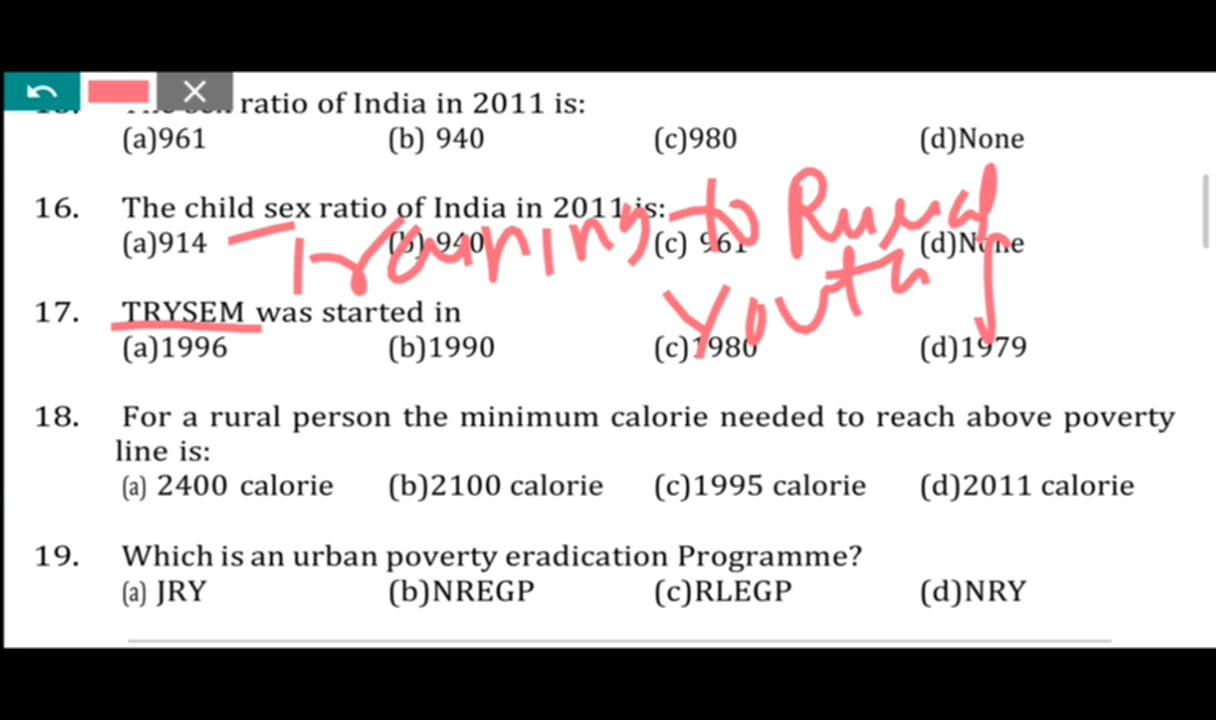 ratio of India in 2011 is:
(a)961 (b) 940 (c)980 (d)None
16. The child sex ratio of India in 2011 is:
(a)914 (b) 940 (c) 961 (d)None
Training to Rural
Youth
17. TRYSEM was started in
(a)1996 (b)1990 (c)1980 (d)1979
18. For a rural person the minimum calorie needed to reach above poverty
line is:
(a) 2400 calorie (b)2100 calorie (c)1995 calorie (d)2011 calorie
19. Which is an urban poverty eradication Programme?
(a) JRY (b)NREGP (c)RLEGP (d)NRY